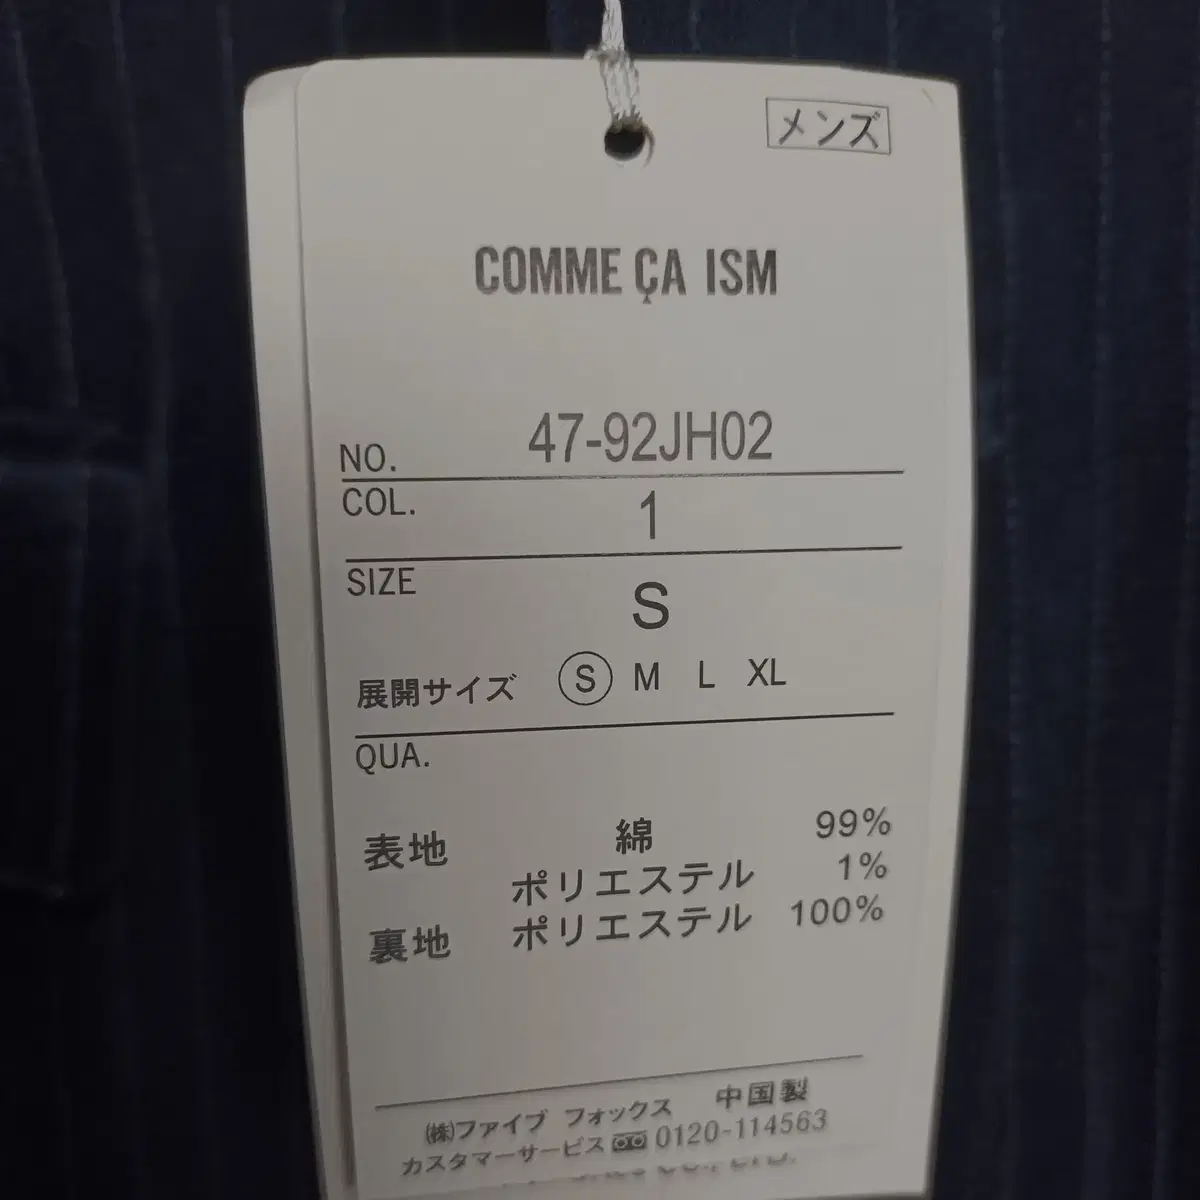 メンズ
COMME ÇA ISM
NO. 47-92JH02
COL. 1
SIZE S
展開サイズ S M L XL
QUA.
表地 綿 99%
ポリエステル 1%
裏地 ポリエステル 100%
㈱ファイブ フォックス 中国製
カスタマーサービス 0120-114563